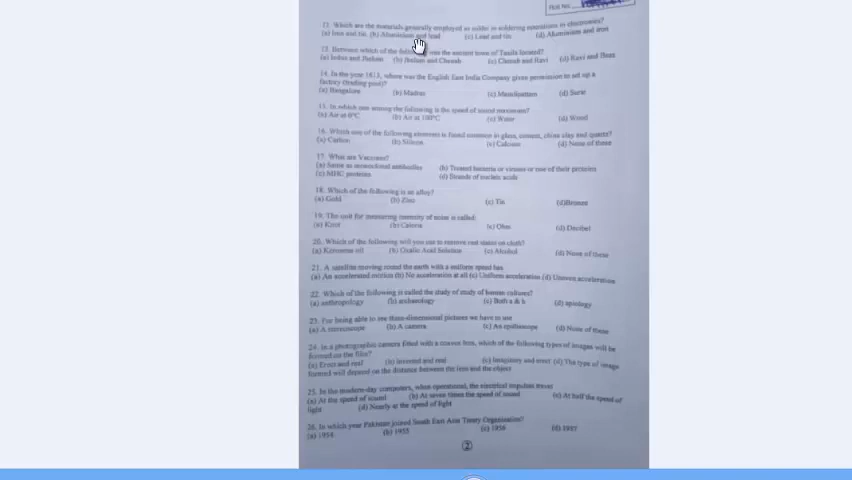 Roll No.
12. Which are the materials generally employed as solder in soldering operations in electronics?
(a) Iron and tin (b) Aluminium and lead (c) Lead and tin (d) Aluminium and iron
13. Between which of the following was the ancient town of Taxila located?
(a) Indus and Jhelum (b) Jhelum and Chenab (c) Chenab and Ravi (d) Ravi and Beas
14. In the year 1613, where was the English East India Company given permission to set up a
factory (trading post)?
(a) Bangalore (b) Madras (c) Masulipattam (d) Surat
15. In which one among the following is the speed of sound maximum?
(a) Air at 0°C (b) Air at 100°C (c) Water (d) Wood
16. Which one of the following elements is found common in glass, cement, china clay and quartz?
(a) Carbon (b) Silicon (c) Calcium (d) None of these
17. What are Vaccines?
(a) Same as monoclonal antibodies (b) Treated bacteria or viruses or one of their proteins
(c) MHC proteins (d) Strands of nucleic acids
18. Which of the following is an alloy?
(a) Gold (b) Zinc (c) Tin (d)Bronze
19. The unit for measuring intensity of noise is called:
(a) Knot (b) Calorie (c) Ohm (d) Decibel
20. Which of the following will you use to remove rust stains on cloth?
(a) Kerosene oil (b) Oxalic Acid Solution (c) Alcohol (d) None of these
21. A satellite moving round the earth with a uniform speed has
(a) An accelerated motion (b) No acceleration at all (c) Uniform acceleration (d) Uneven acceleration
22. Which of the following is called the study of study of human cultures?
(a) anthropology (b) archaeology (c) Both a & b (d) apiology
23. For being able to see three-dimensional pictures we have to use
(a) A stereoscope (b) A camera (c) An epidiascope (d) None of these
24. In a photographic camera fitted with a convex lens, which of the following types of images will be
formed on the film?
(a) Erect and real (b) inverted and real (c) Imaginary and erect (d) The type of image
formed will depend on the distance between the lens and the object
25. In the modern-day computers, when operational, the electrical impulses travel
(a) At the speed of sound (b) At seven times the speed of sound (c) At half the speed of
light (d) Nearly at the speed of light
26. In which year Pakistan joined South East Asia Treaty Organisation?
(a) 1954 (b) 1955 (c) 1956 (d) 1957
2